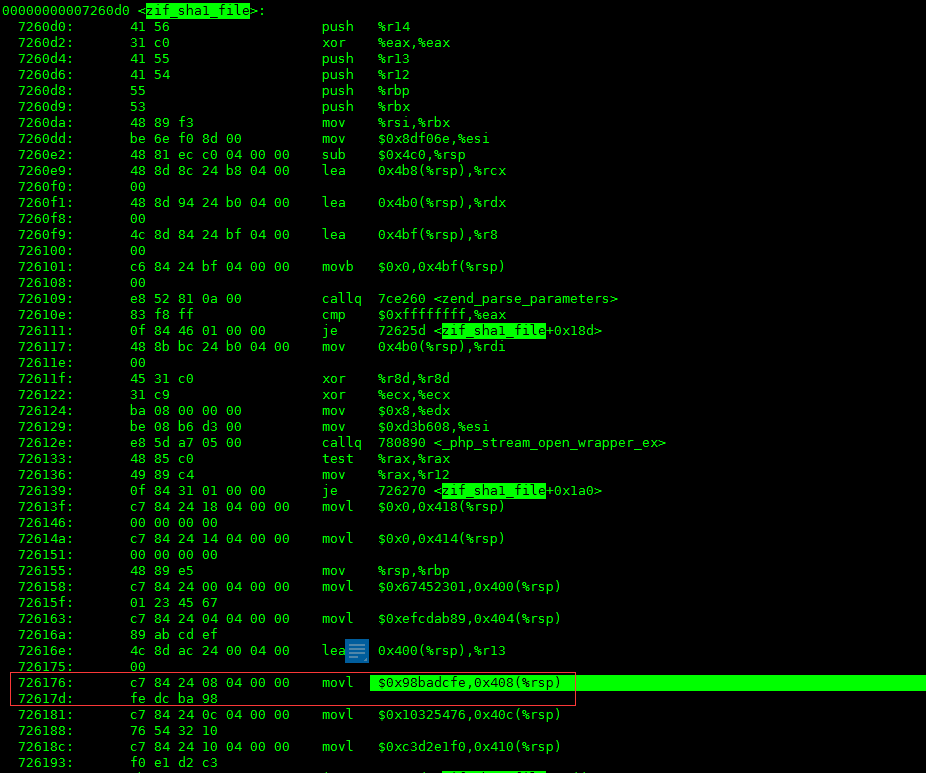 00000000007260d0 <zif_sha1_file>:
7260d0: 41 56 push %r14
7260d2: 31 c0 xor %eax,%eax
7260d4: 41 55 push %r13
7260d6: 41 54 push %r12
7260d8: 55 push %rbp
7260d9: 53 push %rbx
7260da: 48 89 f3 mov %rsi,%rbx
7260dd: be 6e f0 8d 00 mov $0x8df06e,%esi
7260e2: 48 81 ec c0 04 00 00 sub $0x4c0,%rsp
7260e9: 48 8d 8c 24 b8 04 00 lea 0x4b8(%rsp),%rcx
7260f0: 00
7260f1: 48 8d 94 24 b0 04 00 lea 0x4b0(%rsp),%rdx
7260f8: 00
7260f9: 4c 8d 84 24 bf 04 00 lea 0x4bf(%rsp),%r8
726100: 00
726101: c6 84 24 bf 04 00 00 movb $0x0,0x4bf(%rsp)
726108: 00
726109: e8 52 81 0a 00 callq 7ce260 <zend_parse_parameters>
72610e: 83 f8 ff cmp $0xffffffff,%eax
726111: 0f 84 46 01 00 00 je 72625d <zif_sha1_file+0x18d>
726117: 48 8b bc 24 b0 04 00 mov 0x4b0(%rsp),%rdi
72611e: 00
72611f: 45 31 c0 xor %r8d,%r8d
726122: 31 c9 xor %ecx,%ecx
726124: ba 08 00 00 00 mov $0x8,%edx
726129: be 08 b6 d3 00 mov $0xd3b608,%esi
72612e: e8 5d a7 05 00 callq 780890 <_php_stream_open_wrapper_ex>
726133: 48 85 c0 test %rax,%rax
726136: 49 89 c4 mov %rax,%r12
726139: 0f 84 31 01 00 00 je 726270 <zif_sha1_file+0x1a0>
72613f: c7 84 24 18 04 00 00 movl $0x0,0x418(%rsp)
726146: 00 00 00 00
72614a: c7 84 24 14 04 00 00 movl $0x0,0x414(%rsp)
726151: 00 00 00 00
726155: 48 89 e5 mov %rsp,%rbp
726158: c7 84 24 00 04 00 00 movl $0x67452301,0x400(%rsp)
72615f: 01 23 45 67
726163: c7 84 24 04 04 00 00 movl $0xefcdab89,0x404(%rsp)
72616a: 89 ab cd ef
72616e: 4c 8d ac 24 00 04 00 lea 0x400(%rsp),%r13
726175: 00
726176: c7 84 24 08 04 00 00 movl $0x98badcfe,0x408(%rsp)
72617d: fe dc ba 98
726181: c7 84 24 0c 04 00 00 movl $0x10325476,0x40c(%rsp)
726188: 76 54 32 10
72618c: c7 84 24 10 04 00 00 movl $0xc3d2e1f0,0x410(%rsp)
726193: f0 e1 d2 c3